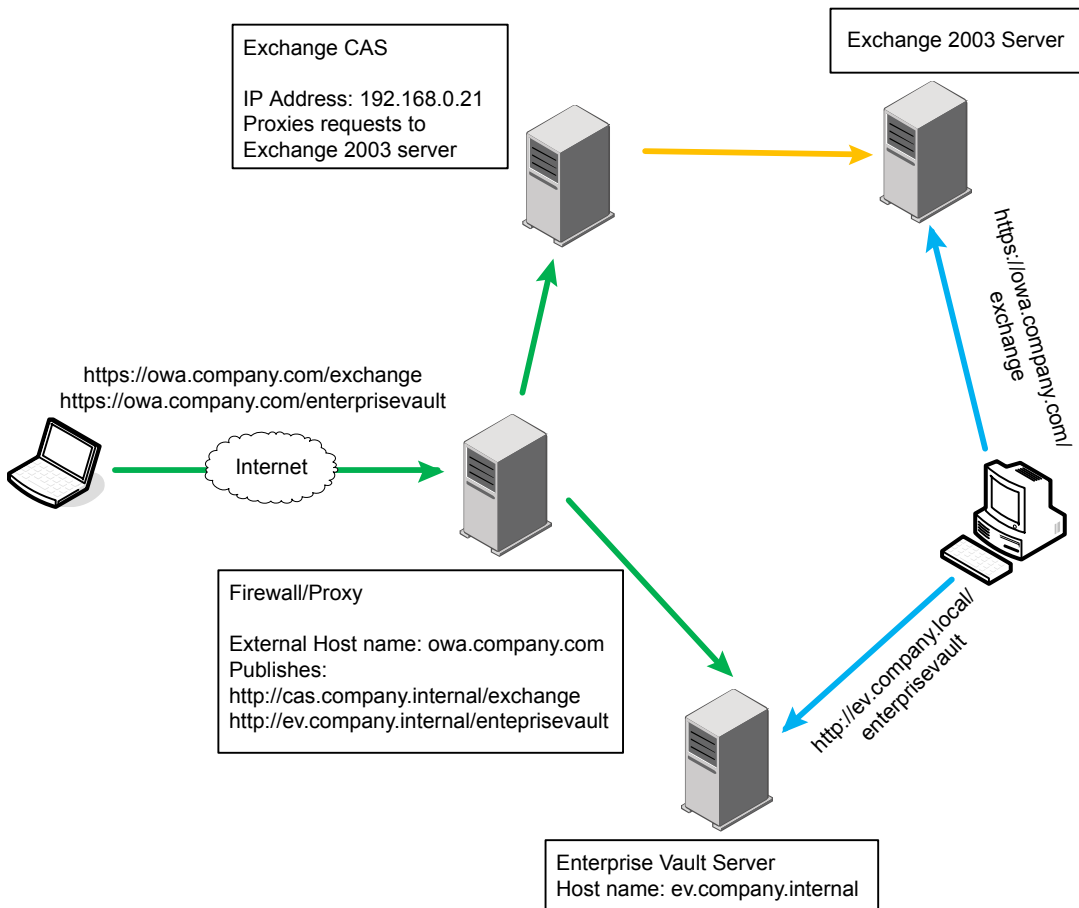 Exchange CAS
IP Address: 192.168.0.21
Proxies requests to
Exchange 2003 server
Exchange 2003 Server
https://owa.company.com/
exchange
https://owa.company.com/exchange
https://owa.company.com/enterprisevault
Internet
Firewall/Proxy
External Host name: owa.company.com
Publishes:
http://cas.company.internal/exchange
http://ev.company.internal/enteprisevault
http://ev.company.local/
enterprisevault
Enterprise Vault Server
Host name: ev.company.internal